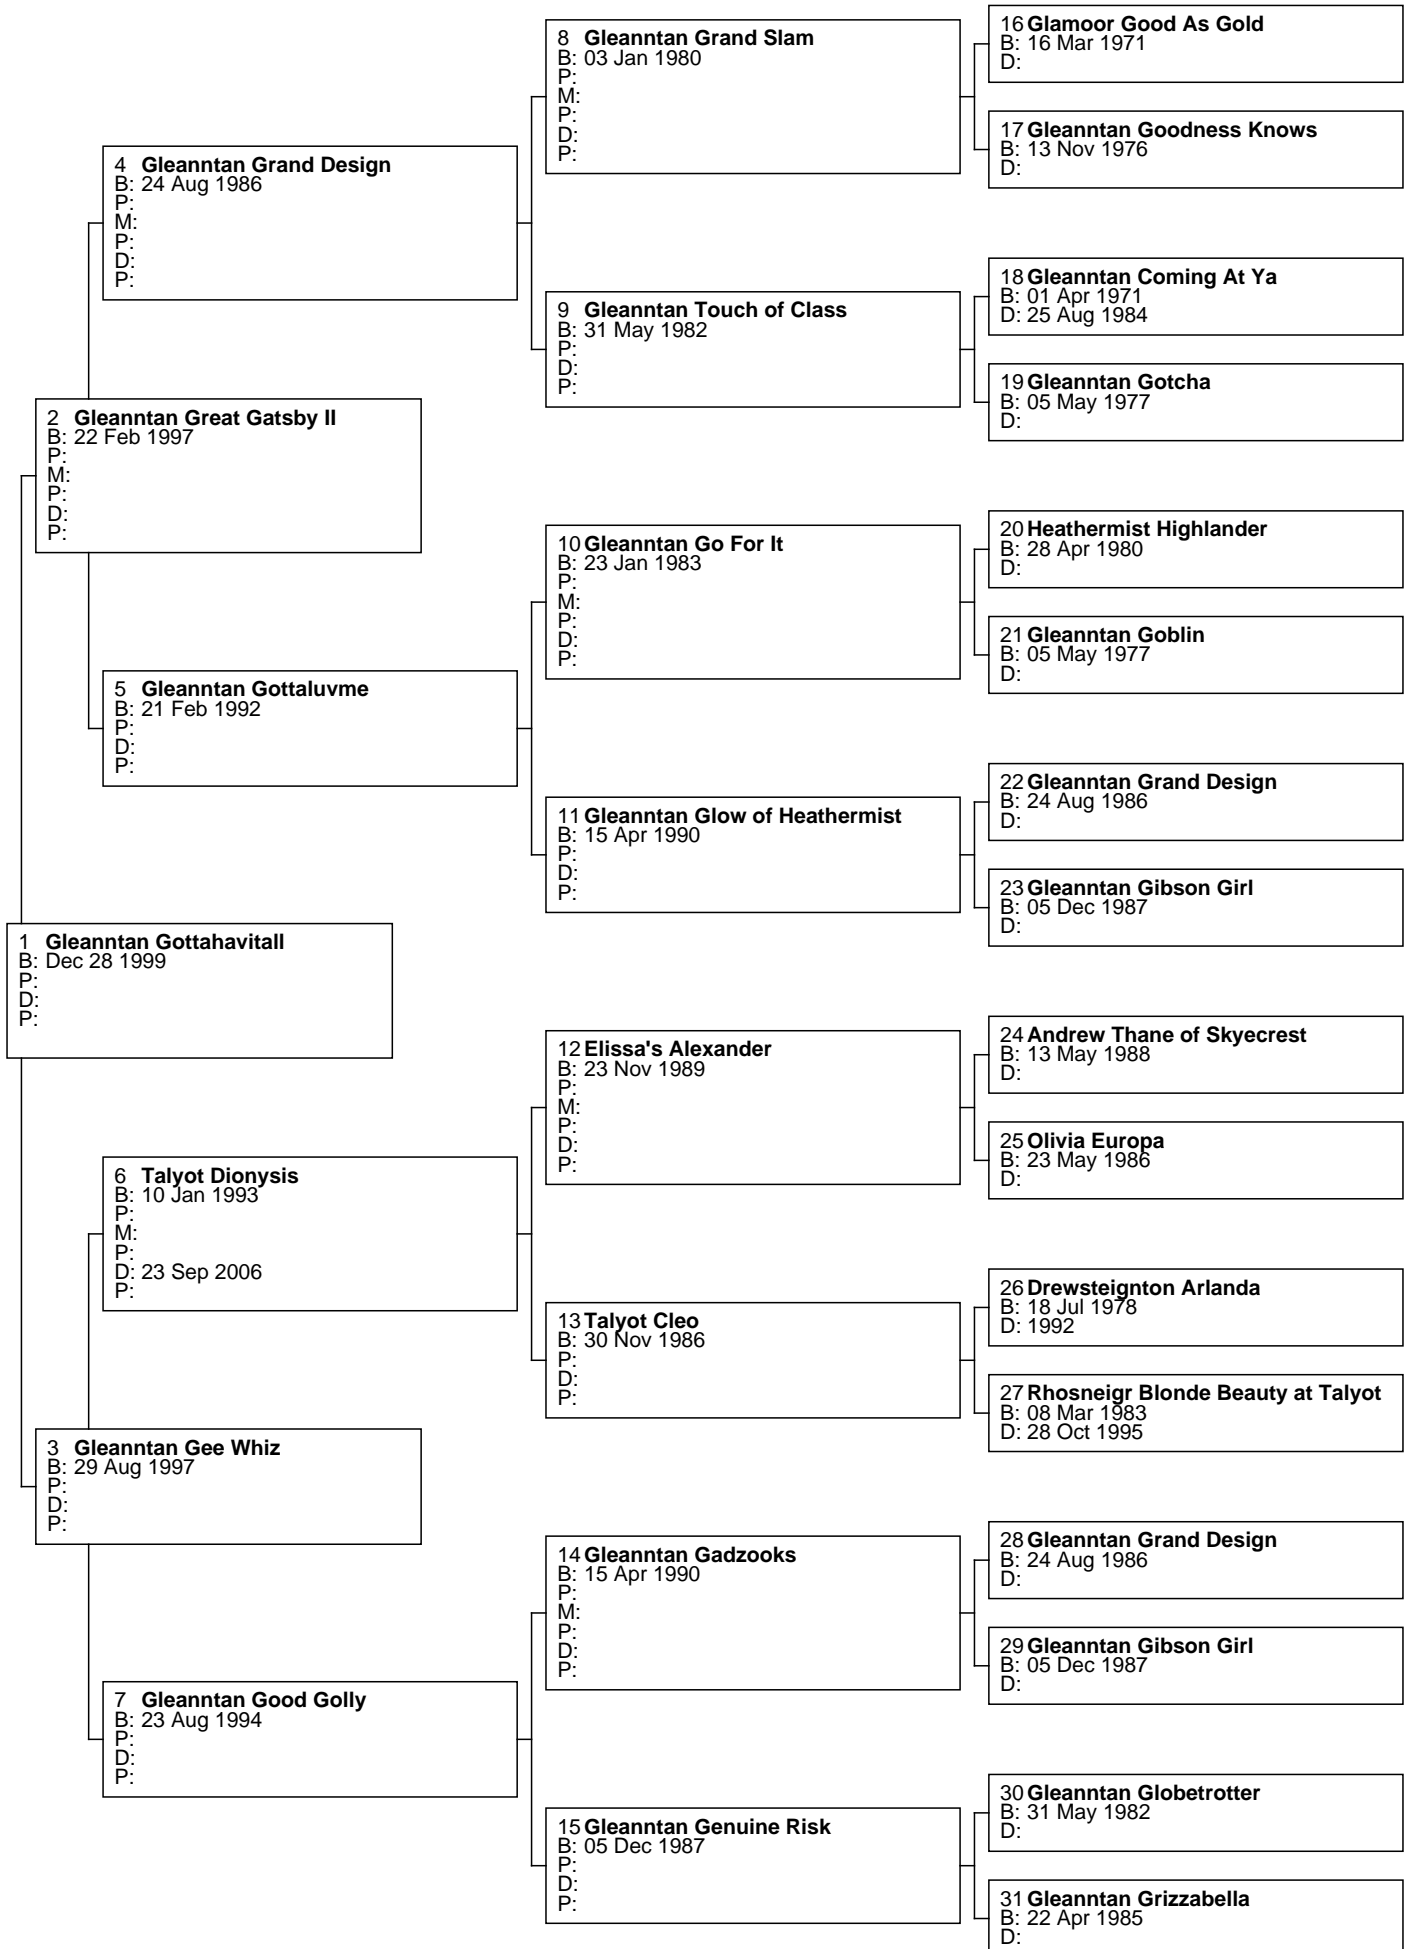 16 Glamoor Good As Gold
B: 16 Mar 1971
D:
8 Gleanntan Grand Slam
B: 03 Jan 1980
P:
M:
P:
D:
P:
17 Gleanntan Goodness Knows
B: 13 Nov 1976
D:
4 Gleanntan Grand Design
B: 24 Aug 1986
P:
M:
P:
D:
P:
18 Gleanntan Coming At Ya
B: 01 Apr 1971
D: 25 Aug 1984
9 Gleanntan Touch of Class
B: 31 May 1982
P:
D:
P:
19 Gleanntan Gotcha
B: 05 May 1977
D:
2 Gleanntan Great Gatsby II
B: 22 Feb 1997
P:
M:
P:
D:
P:
20 Heathermist Highlander
B: 28 Apr 1980
D:
10 Gleanntan Go For It
B: 23 Jan 1983
P:
M:
P:
D:
P:
21 Gleanntan Goblin
B: 05 May 1977
D:
5 Gleanntan Gottaluvme
B: 21 Feb 1992
P:
D:
P:
22 Gleanntan Grand Design
B: 24 Aug 1986
D:
11 Gleanntan Glow of Heathermist
B: 15 Apr 1990
P:
D:
P:
23 Gleanntan Gibson Girl
B: 05 Dec 1987
D:
1 Gleanntan Gottahavitall
B: Dec 28 1999
P:
D:
P:
24 Andrew Thane of Skyecrest
B: 13 May 1988
D:
12 Elissa's Alexander
B: 23 Nov 1989
P:
M:
P:
D:
P:
25 Olivia Europa
B: 23 May 1986
D:
6 Talyot Dionysis
B: 10 Jan 1993
P:
M:
P:
D: 23 Sep 2006
P:
26 Drewsteignton Arlanda
B: 18 Jul 1978
D: 1992
13 Talyot Cleo
B: 30 Nov 1986
P:
D:
P:
27 Rhosneigr Blonde Beauty at Talyot
B: 08 Mar 1983
D: 28 Oct 1995
3 Gleanntan Gee Whiz
B: 29 Aug 1997
P:
D:
P:
28 Gleanntan Grand Design
B: 24 Aug 1986
D:
14 Gleanntan Gadzooks
B: 15 Apr 1990
P:
M:
P:
D:
P:
29 Gleanntan Gibson Girl
B: 05 Dec 1987
D:
7 Gleanntan Good Golly
B: 23 Aug 1994
P:
D:
P:
30 Gleanntan Globetrotter
B: 31 May 1982
D:
15 Gleanntan Genuine Risk
B: 05 Dec 1987
P:
D:
P:
31 Gleanntan Grizzabella
B: 22 Apr 1985
D: